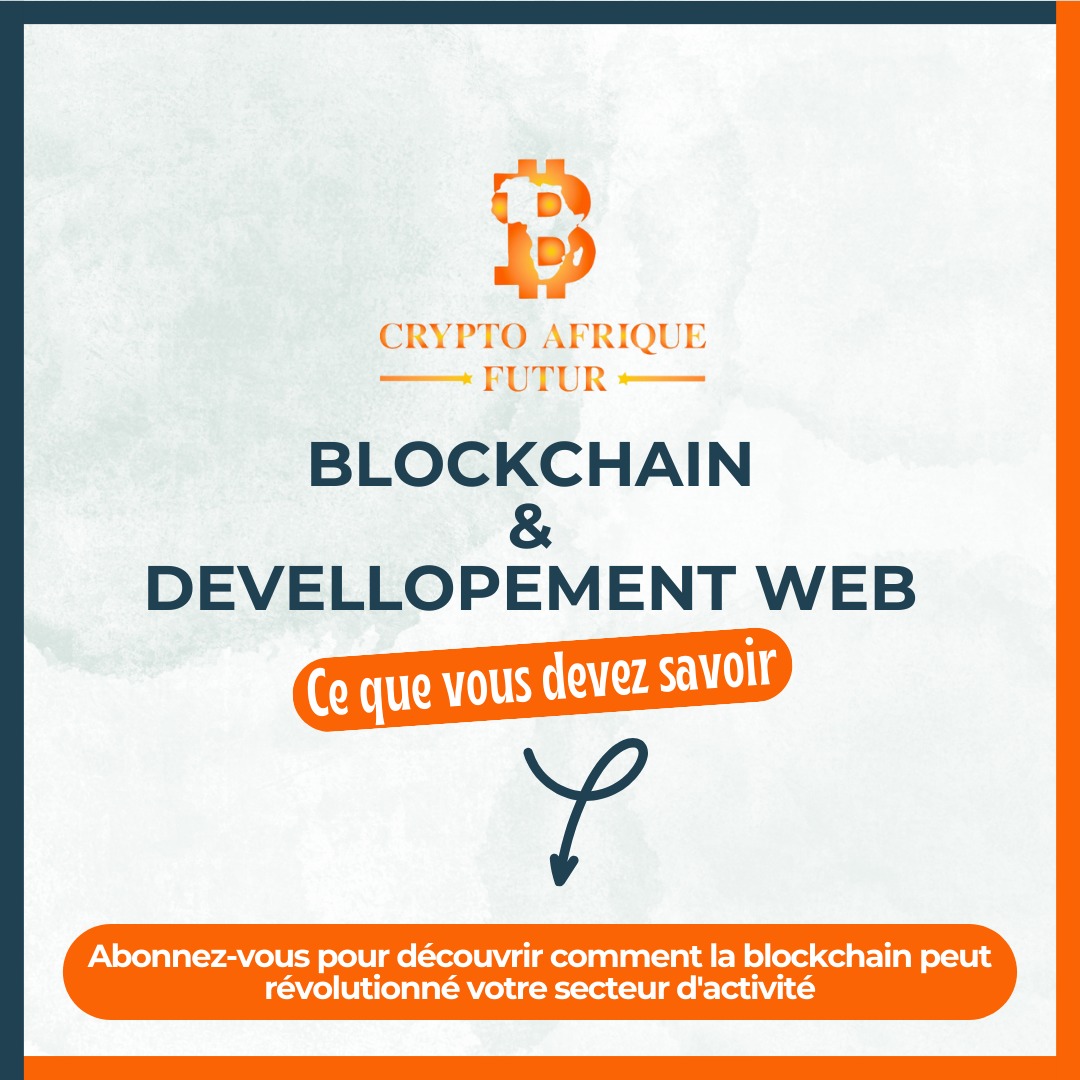 CRYPTO AFRIQUE
FUTUR
BLOCKCHAIN
&
DEVELLOPEMENT WEB
Ce que vous devez savoir
Abonnez-vous pour découvrir comment la blockchain peut
révolutionné votre secteur d'activité